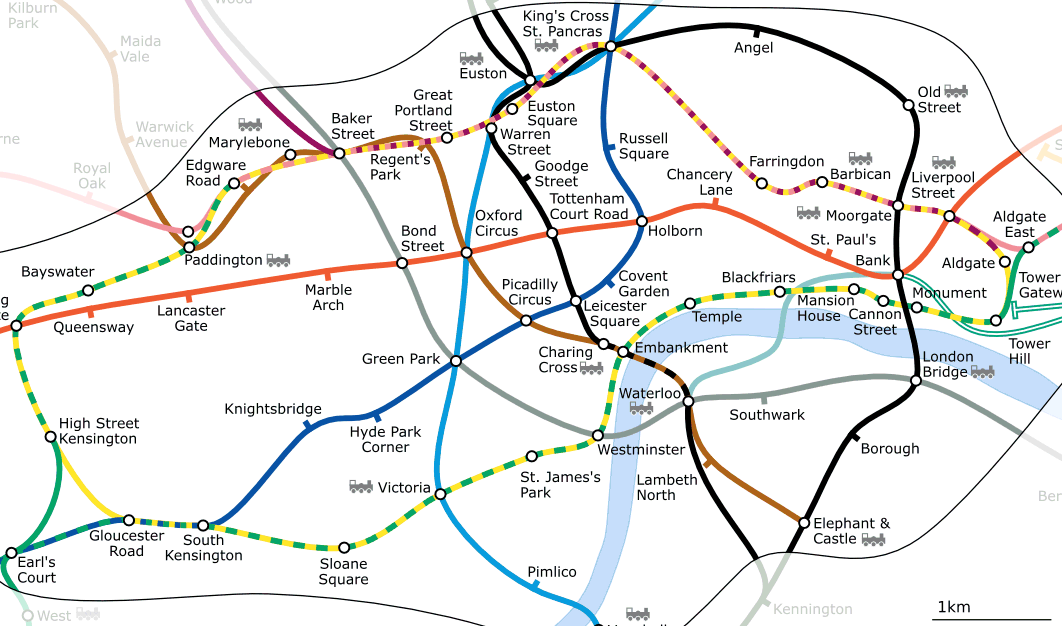 Kilburn
Park
Wood
Maida
Vale
King's Cross
St. Pancras
Euston
Angel
Old
Street
Great
Portland
Street
Euston
Square
Baker
Street
Marylebone
Warwick
Avenue
Warren
Street
Russell
Square
Regent's
Park
Edgware
Road
Royal
Oak
Goodge
Street
Farringdon
Barbican
Liverpool
Street
Chancery
Lane
Tottenham
Court Road
Moorgate
Holborn
Oxford
Circus
Bond
Street
St. Paul's
Aldgate
East
Paddington
Bank
Aldgate
Bayswater
Marble
Arch
Covent
Garden
Blackfriars
Tower
Gateway
Picadilly
Circus
Leicester
Square
Lancaster
Gate
Queensway
Temple
Mansion
House
Cannon
Street
Monument
Tower
Hill
Green Park
Charing
Cross
Embankment
London
Bridge
Waterloo
Southwark
Knightsbridge
Hyde Park
Corner
High Street
Kensington
Westminster
Borough
St. James's
Park
Lambeth
North
Victoria
Gloucester
Road
South
Kensington
Elephant &
Castle
Sloane
Square
Earl's
Court
Pimlico
West
Kennington
1km